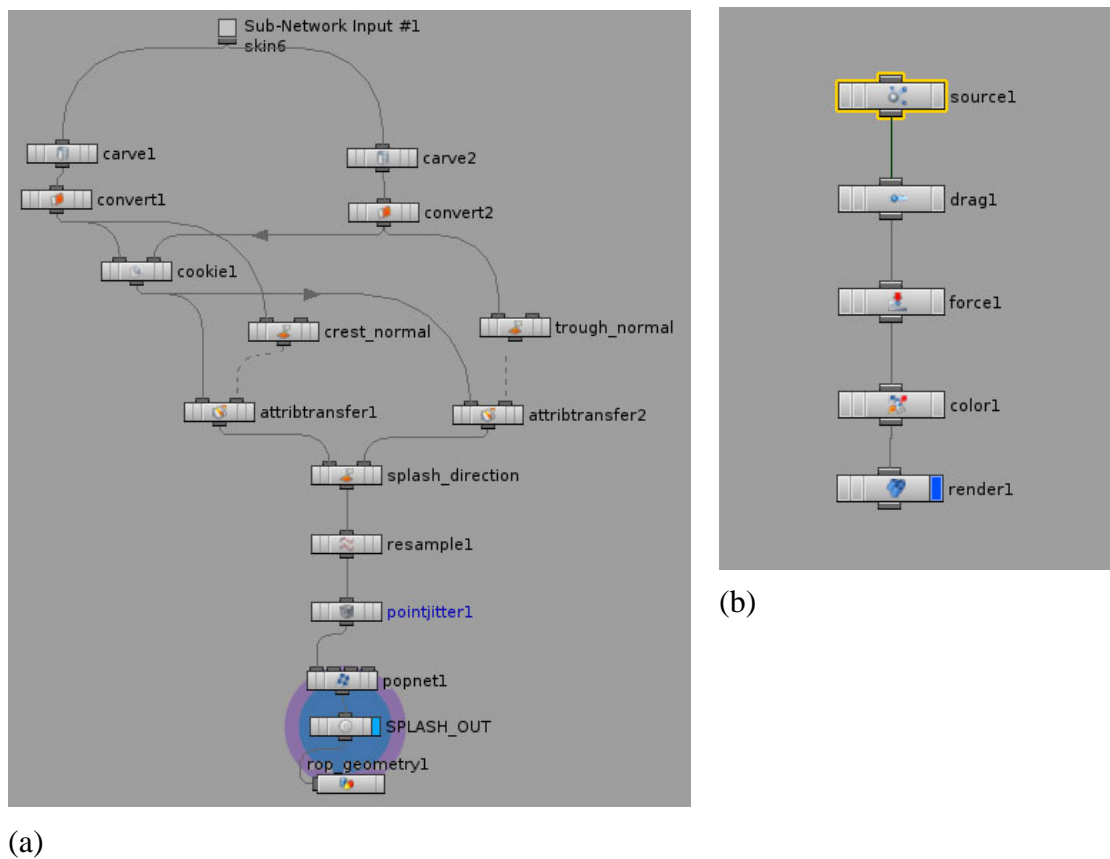 Sub-Network Input #1
skin6
carve1
carve2
convert1
convert2
cookie1
crest_normal
trough_normal
attribtransfer1
attribtransfer2
splash_direction
resample1
pointjitter1
popnet1
SPLASH_OUT
rop_geometry1
(a)
source1
drag1
force1
color1
render1
(b)